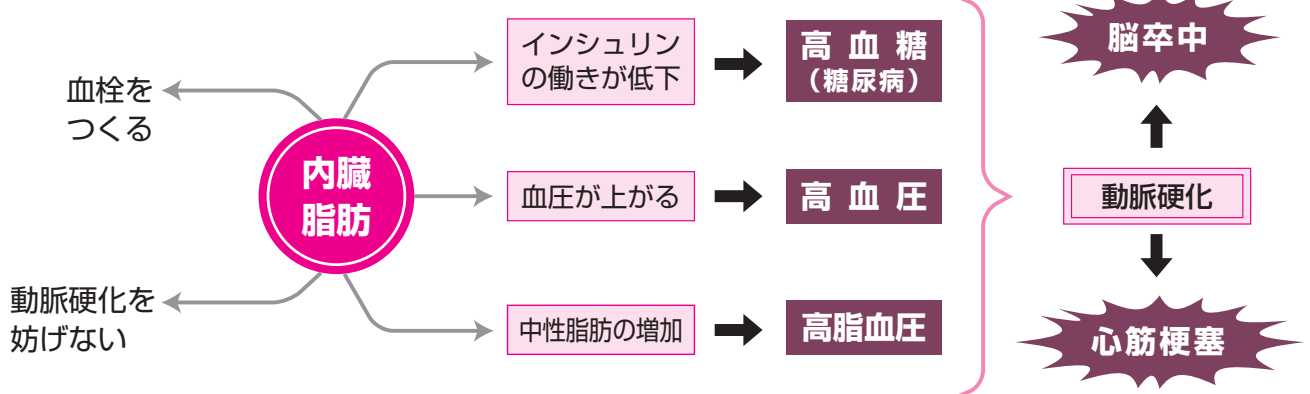 血栓を
つくる
動脈硬化を
妨げない
内臓
脂肪
インシュリン
の働きが低下
高血糖
（糖尿病）
血圧が上がる
高血圧
中性脂肪の増加
高脂血圧
脳卒中
動脈硬化
心筋梗塞